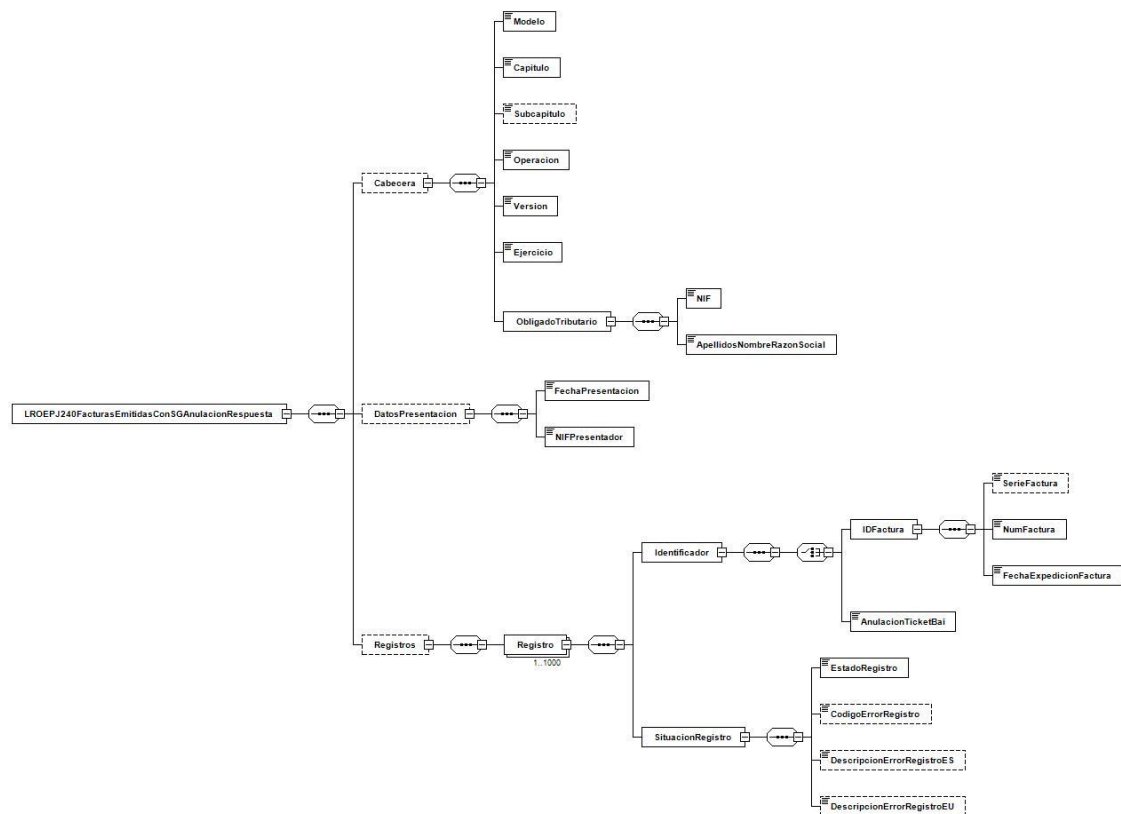 Modelo
Capitulo
Subcapitulo
Operacion
Cabecera
Version
Ejercicio
NIF
ObligadoTributario
ApellidosNombreRazonSocial
FechaPresentacion
LROEPJ240FacturasEmitidasConSGAnulacionRespuesta
DatosPresentacion
NIFPresentador
SerieFactura
IDFactura
NumFactura
Identificador
FechaExpedicionFactura
AnulacionTicketBai
Registros
Registro
1..1000
EstadoRegistro
CodigoErrorRegistro
SituacionRegistro
DescripcionErrorRegistroES
DescripcionErrorRegistroEU